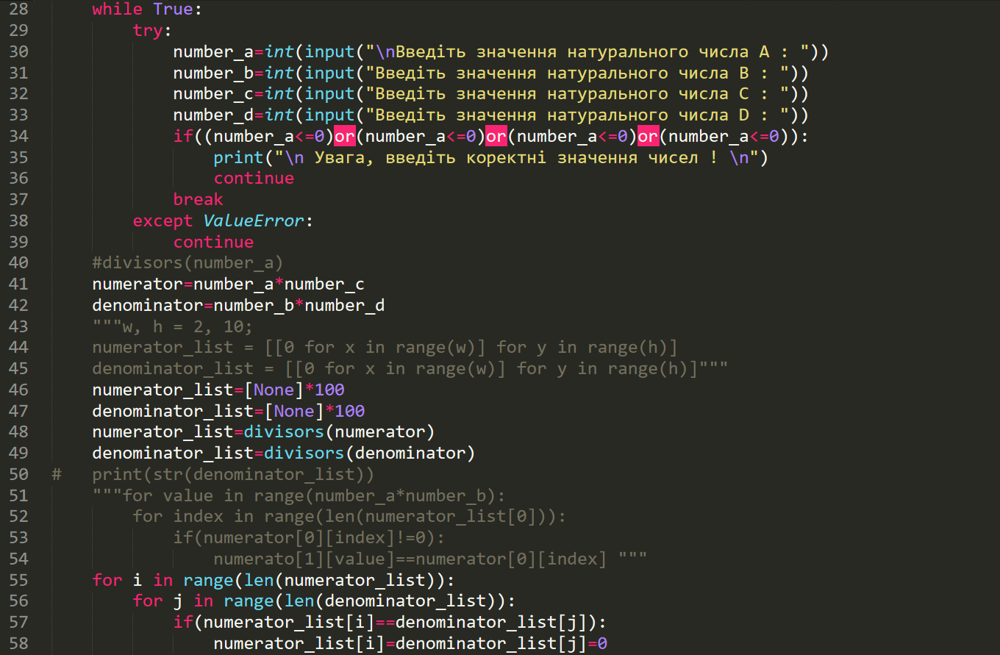 28 while True:
29 try:
30 number_a=int(input("\nВведіть значення натурального числа A : "))
31 number_b=int(input("Введіть значення натурального числа B : "))
32 number_c=int(input("Введіть значення натурального числа C : "))
33 number_d=int(input("Введіть значення натурального числа D : "))
34 if((number_a<=0)or(number_a<=0)or(number_a<=0)or(number_a<=0)):
35 print("\n Увага, введіть коректні значення чисел ! \n")
36 continue
37 break
38 except ValueError:
39 continue
40 #divisors(number_a)
41 numerator=number_a*number_c
42 denominator=number_b*number_d
43 """w, h = 2, 10;
44 numerator_list = [[0 for x in range(w)] for y in range(h)]
45 denominator_list = [[0 for x in range(w)] for y in range(h)]"""
46 numerator_list=[None]*100
47 denominator_list=[None]*100
48 numerator_list=divisors(numerator)
49 denominator_list=divisors(denominator)
50 # print(str(denominator_list))
51 """for value in range(number_a*number_b):
52 for index in range(len(numerator_list[0])):
53 if(numerator[0][index]!=0):
54 numerato[1][value]==numerator[0][index] """
55 for i in range(len(numerator_list)):
56 for j in range(len(denominator_list)):
57 if(numerator_list[i]==denominator_list[j]):
58 numerator_list[i]=denominator_list[j]=0